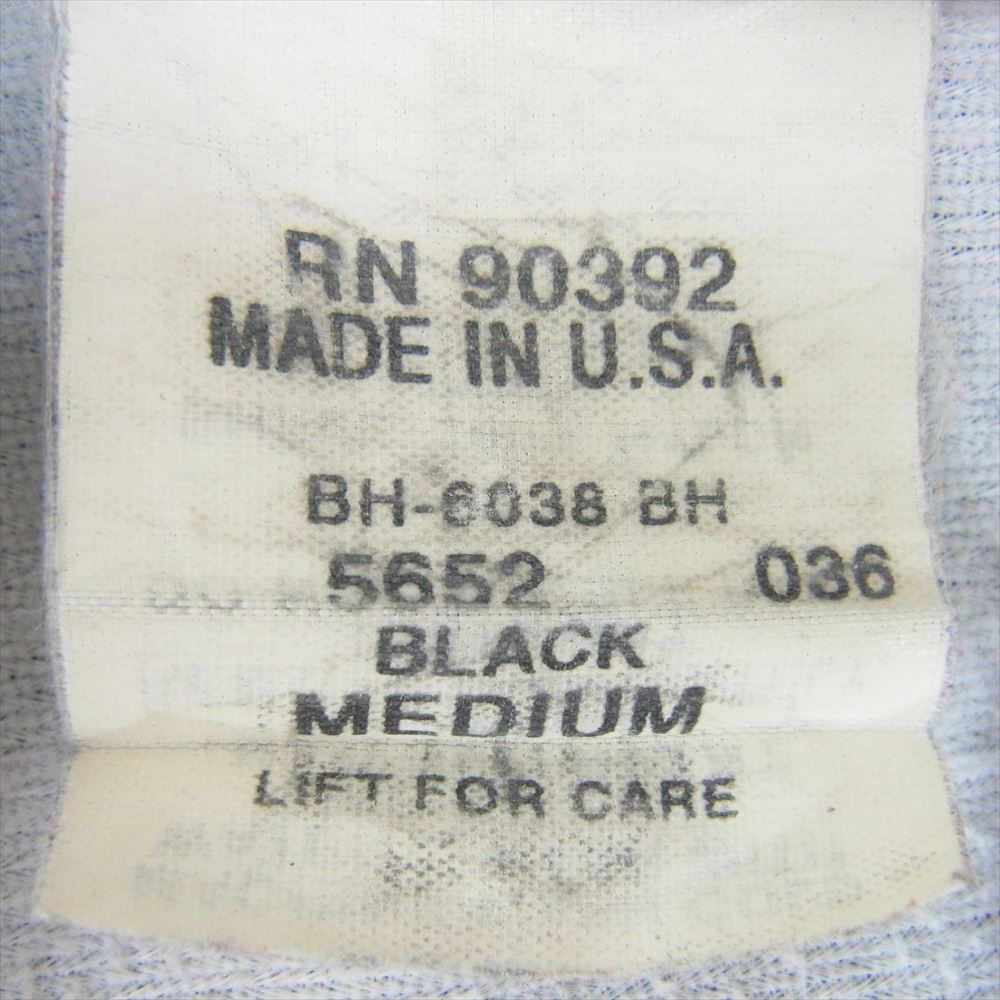 RN 90392
MADE IN U.S.A.
BH-6038 BH
5652 036
BLACK
MEDIUM
LIFT FOR CARE